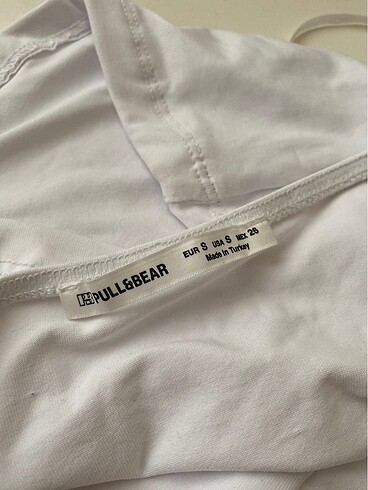 PULL&BEAR
EUR S USA S MEX 26
Made in Turkey